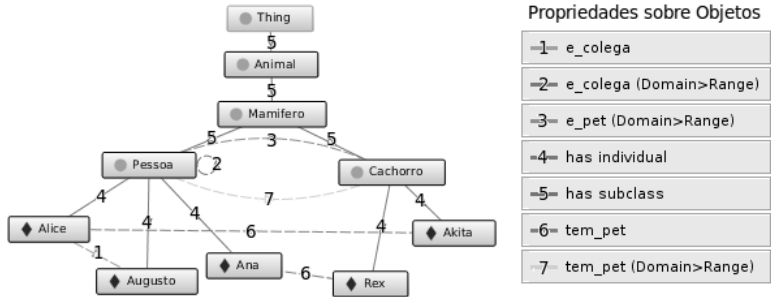 Propriedades sobre Objetos
Thing
5
Animal
5
Mamifero
5
3
5
Pessoa
2
Cachorro
7
4
4
4
4
4
Alice
6
Akita
1
Augusto
Ana
6
Rex
1 e_colega
2 e_colega (Domain>Range)
3 e_pet (Domain>Range)
4 has individual
5 has subclass
6 tem_pet
7 tem_pet (Domain>Range)